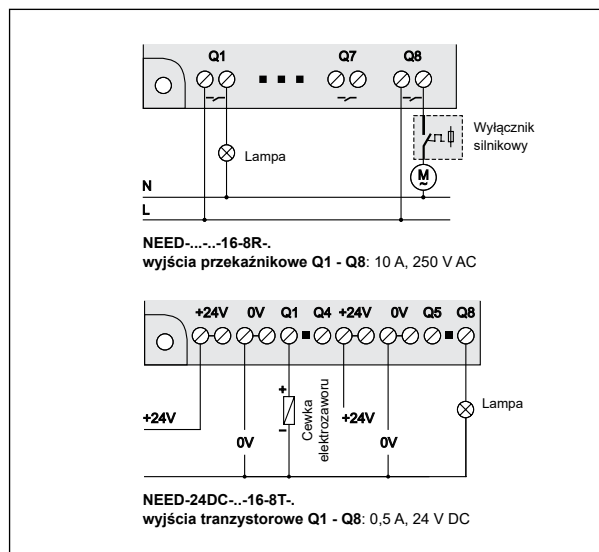 Q1 Q7 Q8
Wyłącznik
silnikowy
Lampa
M
~
N
L
NEED-...-..-16-8R-.
wyjścia przekaźnikowe Q1 - Q8: 10 A, 250 V AC
+24V 0V Q1 Q4 +24V 0V Q5 Q8
+
Cewka
elektrozaworu
–
Lampa
+24V +24V
0V 0V
NEED-24DC-..-16-8T-.
wyjścia tranzystorowe Q1 - Q8: 0,5 A, 24 V DC